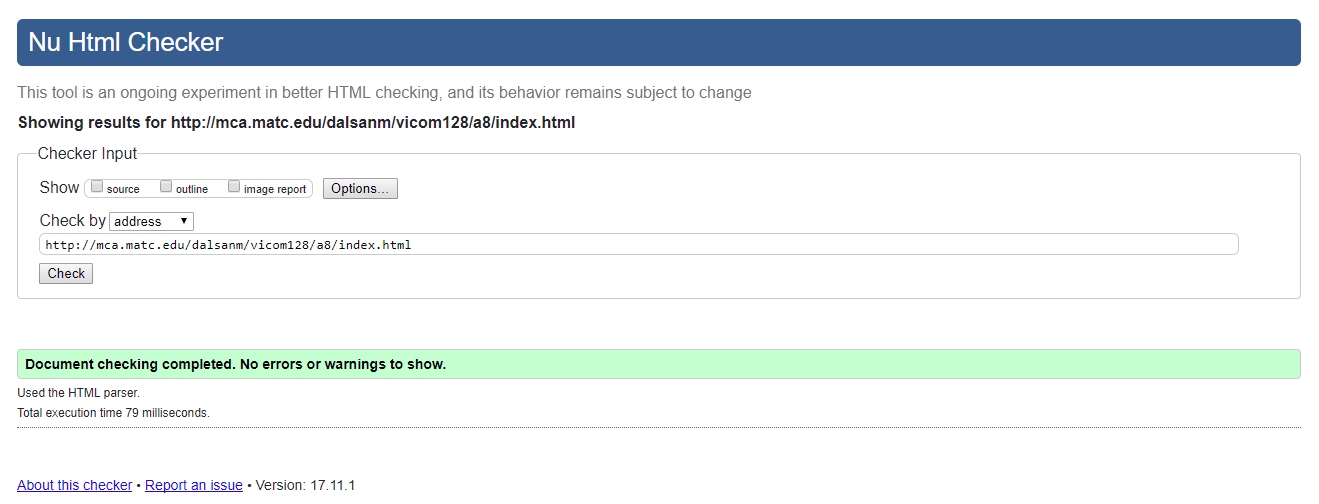 Nu Html Checker
This tool is an ongoing experiment in better HTML checking, and its behavior remains subject to change
Showing results for http://mca.matc.edu/dalsanm/vicom128/a8/index.html
Checker Input
Show source outline image report Options...
Check by address
http://mca.matc.edu/dalsanm/vicom128/a8/index.html
Check
Document checking completed. No errors or warnings to show.
Used the HTML parser.
Total execution time 79 milliseconds.
About this checker • Report an issue • Version: 17.11.1